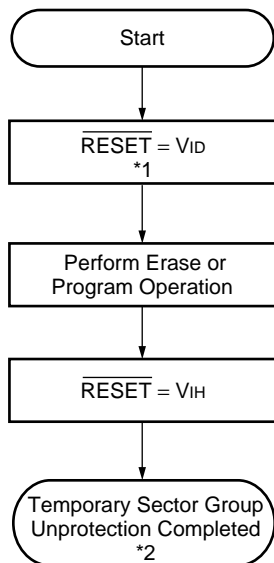 Start
RESET = VID
*1
Perform Erase or
Program Operation
RESET = VIH
Temporary Sector Group
Unprotection Completed
*2